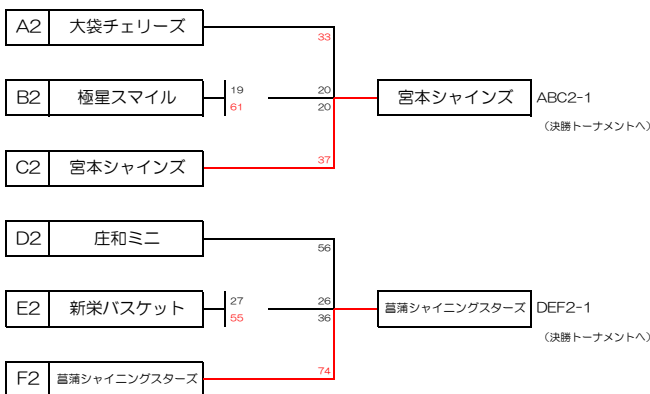 A2 大袋チェリーズ
33
B2 極星スマイル 19 20 宮本シャインズ ABC2-1
61 20
（決勝トーナメントへ）
37
C2 宮本シャインズ
D2 庄和ミニ
56
E2 新栄バスケット 27 26 菖蒲シャイニングスターズ DEF2-1
55 36
（決勝トーナメントへ）
74
F2 菖蒲シャイニングスターズ